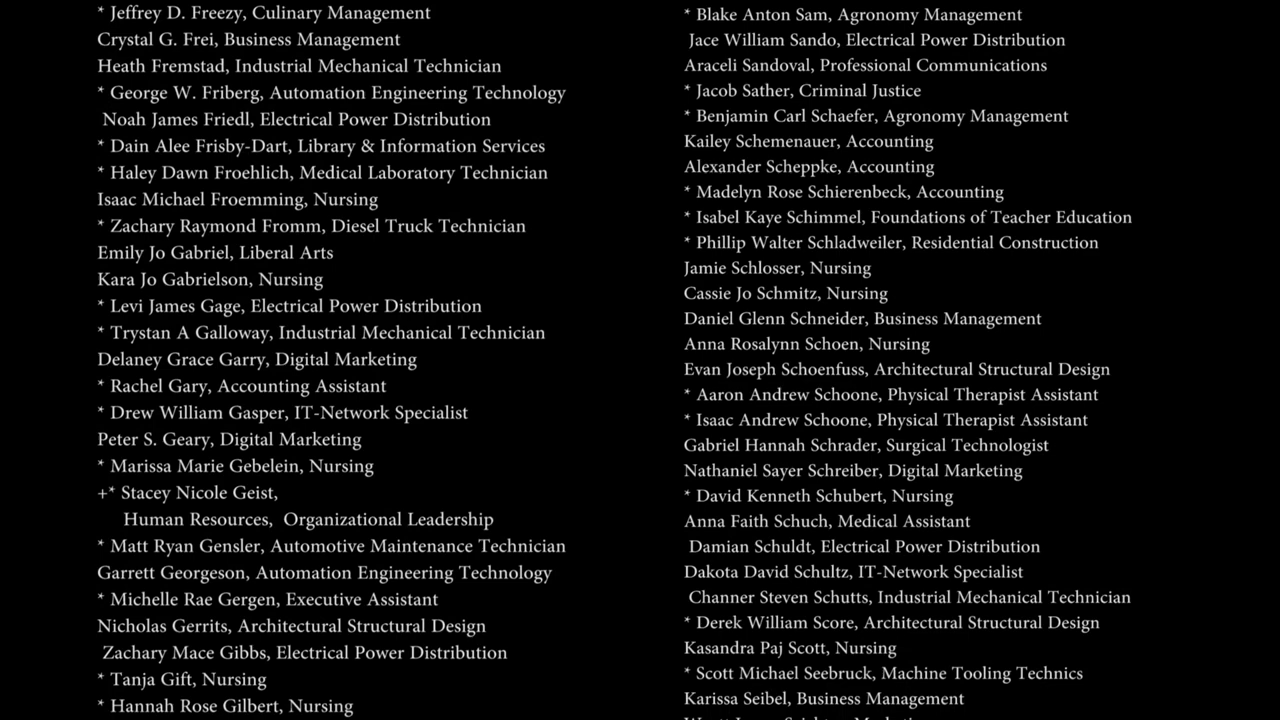 * Jeffrey D. Freezy, Culinary Management
Crystal G. Frei, Business Management
Heath Fremstad, Industrial Mechanical Technician
* George W. Friberg, Automation Engineering Technology
Noah James Friedl, Electrical Power Distribution
* Dain Alee Frisby-Dart, Library & Information Services
* Haley Dawn Froehlich, Medical Laboratory Technician
Isaac Michael Froemming, Nursing
* Zachary Raymond Fromm, Diesel Truck Technician
Emily Jo Gabriel, Liberal Arts
Kara Jo Gabrielson, Nursing
* Levi James Gage, Electrical Power Distribution
* Trystan A Galloway, Industrial Mechanical Technician
Delaney Grace Garry, Digital Marketing
* Rachel Gary, Accounting Assistant
* Drew William Gasper, IT-Network Specialist
Peter S. Geary, Digital Marketing
* Marissa Marie Gebelein, Nursing
+* Stacey Nicole Geist,
Human Resources, Organizational Leadership
* Matt Ryan Gensler, Automotive Maintenance Technician
Garrett Georgeson, Automation Engineering Technology
* Michelle Rae Gergen, Executive Assistant
Nicholas Gerrits, Architectural Structural Design
Zachary Mace Gibbs, Electrical Power Distribution
* Tanja Gift, Nursing
* Hannah Rose Gilbert, Nursing
* Blake Anton Sam, Agronomy Management
Jace William Sando, Electrical Power Distribution
Araceli Sandoval, Professional Communications
* Jacob Sather, Criminal Justice
* Benjamin Carl Schaefer, Agronomy Management
Kailey Schemenauer, Accounting
Alexander Scheppke, Accounting
* Madelyn Rose Schierenbeck, Accounting
* Isabel Kaye Schimmel, Foundations of Teacher Education
* Phillip Walter Schladweiler, Residential Construction
Jamie Schlosser, Nursing
Cassie Jo Schmitz, Nursing
Daniel Glenn Schneider, Business Management
Anna Rosalynn Schoen, Nursing
Evan Joseph Schoenfuss, Architectural Structural Design
* Aaron Andrew Schoone, Physical Therapist Assistant
* Isaac Andrew Schoone, Physical Therapist Assistant
Gabriel Hannah Schrader, Surgical Technologist
Nathaniel Sayer Schreiber, Digital Marketing
* David Kenneth Schubert, Nursing
Anna Faith Schuch, Medical Assistant
Damian Schuldt, Electrical Power Distribution
Dakota David Schultz, IT-Network Specialist
Channer Steven Schutts, Industrial Mechanical Technician
* Derek William Score, Architectural Structural Design
Kasandra Paj Scott, Nursing
* Scott Michael Seebruck, Machine Tooling Technics
Karissa Seibel, Business Management